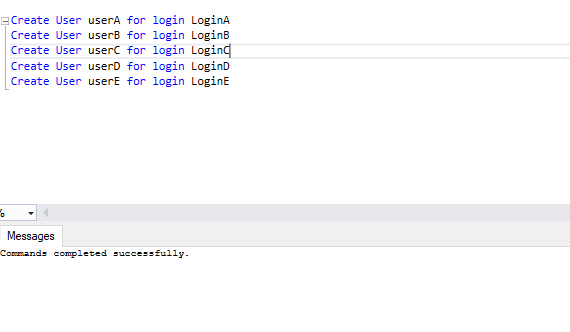 Create User userA for login LoginA
Create User userB for login LoginB
Create User userC for login LoginC
Create User userD for login LoginD
Create User userE for login LoginE
%
Messages
Commands completed successfully.